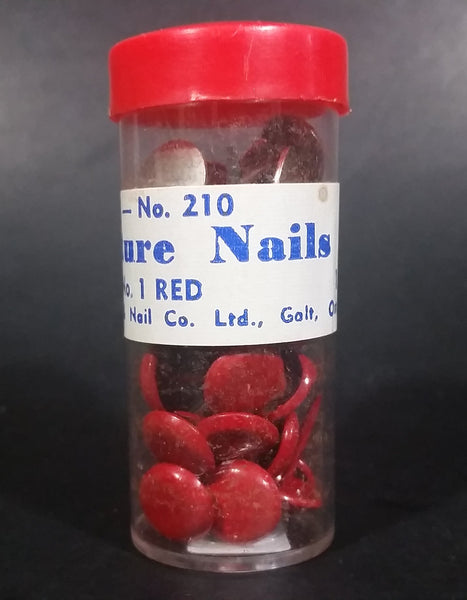 — No. 210
ure Nails
o. 1 RED
Nail Co. Ltd., Galt, O